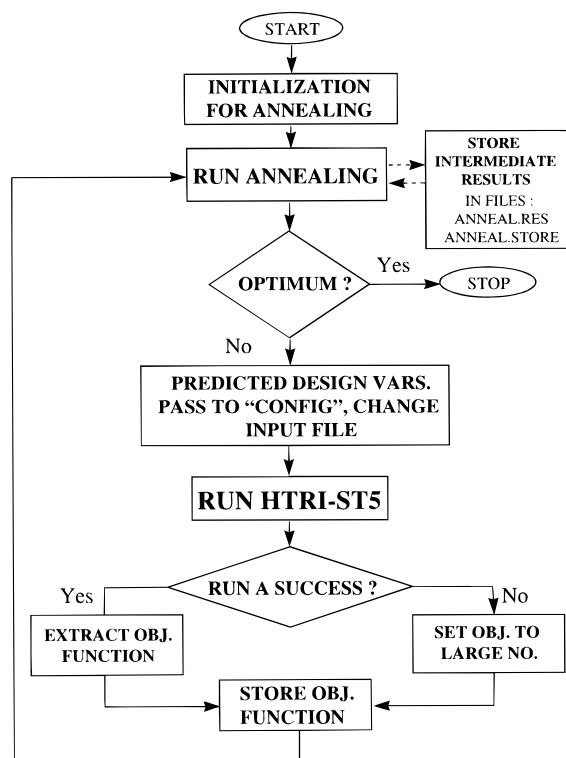 START
INITIALIZATION
FOR ANNEALING
RUN ANNEALING
STORE
INTERMEDIATE
RESULTS
IN FILES :
ANNEAL.RES
ANNEAL.STORE
OPTIMUM ?
Yes
STOP
No
PREDICTED DESIGN VARS.
PASS TO “CONFIG”, CHANGE
INPUT FILE
RUN HTRI-ST5
RUN A SUCCESS ?
Yes
No
EXTRACT OBJ.
FUNCTION
SET OBJ. TO
LARGE NO.
STORE OBJ.
FUNCTION